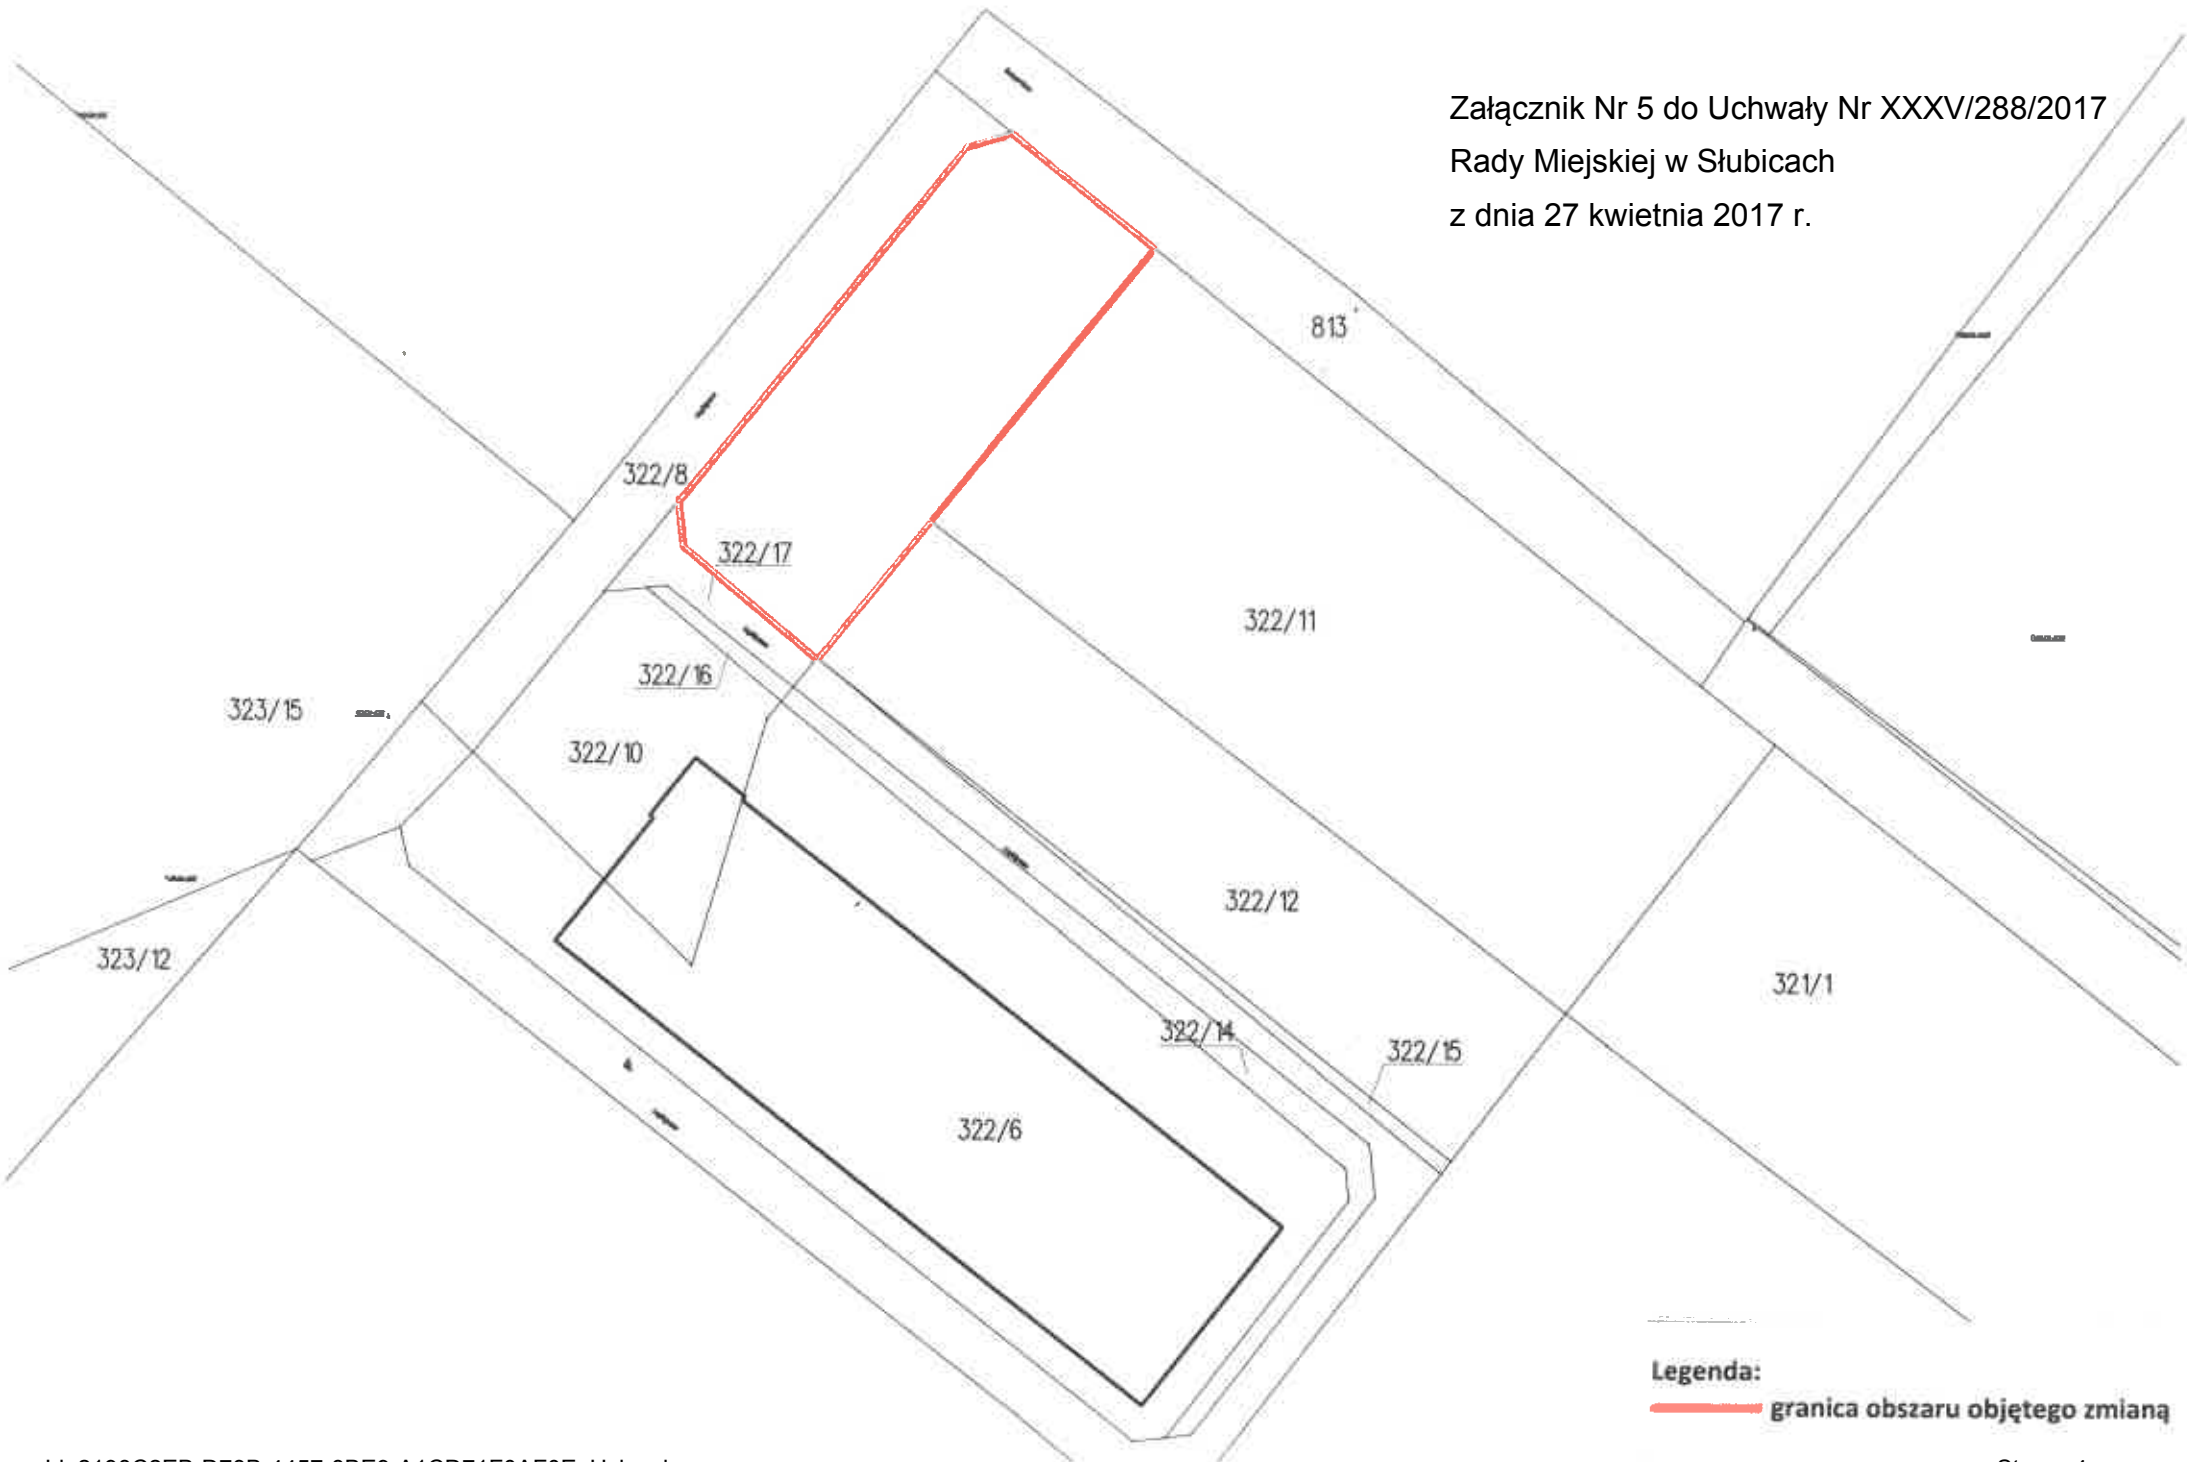 Załącznik Nr 5 do Uchwały Nr XXXV/288/2017
Rady Miejskiej w Słubicach
z dnia 27 kwietnia 2017 r.
813
322/8
322/17
322/11
322/16
323/15
322/10
322/12
323/12
321/1
322/14
322/15
322/6
Legenda:
granica obszaru objętego zmianą